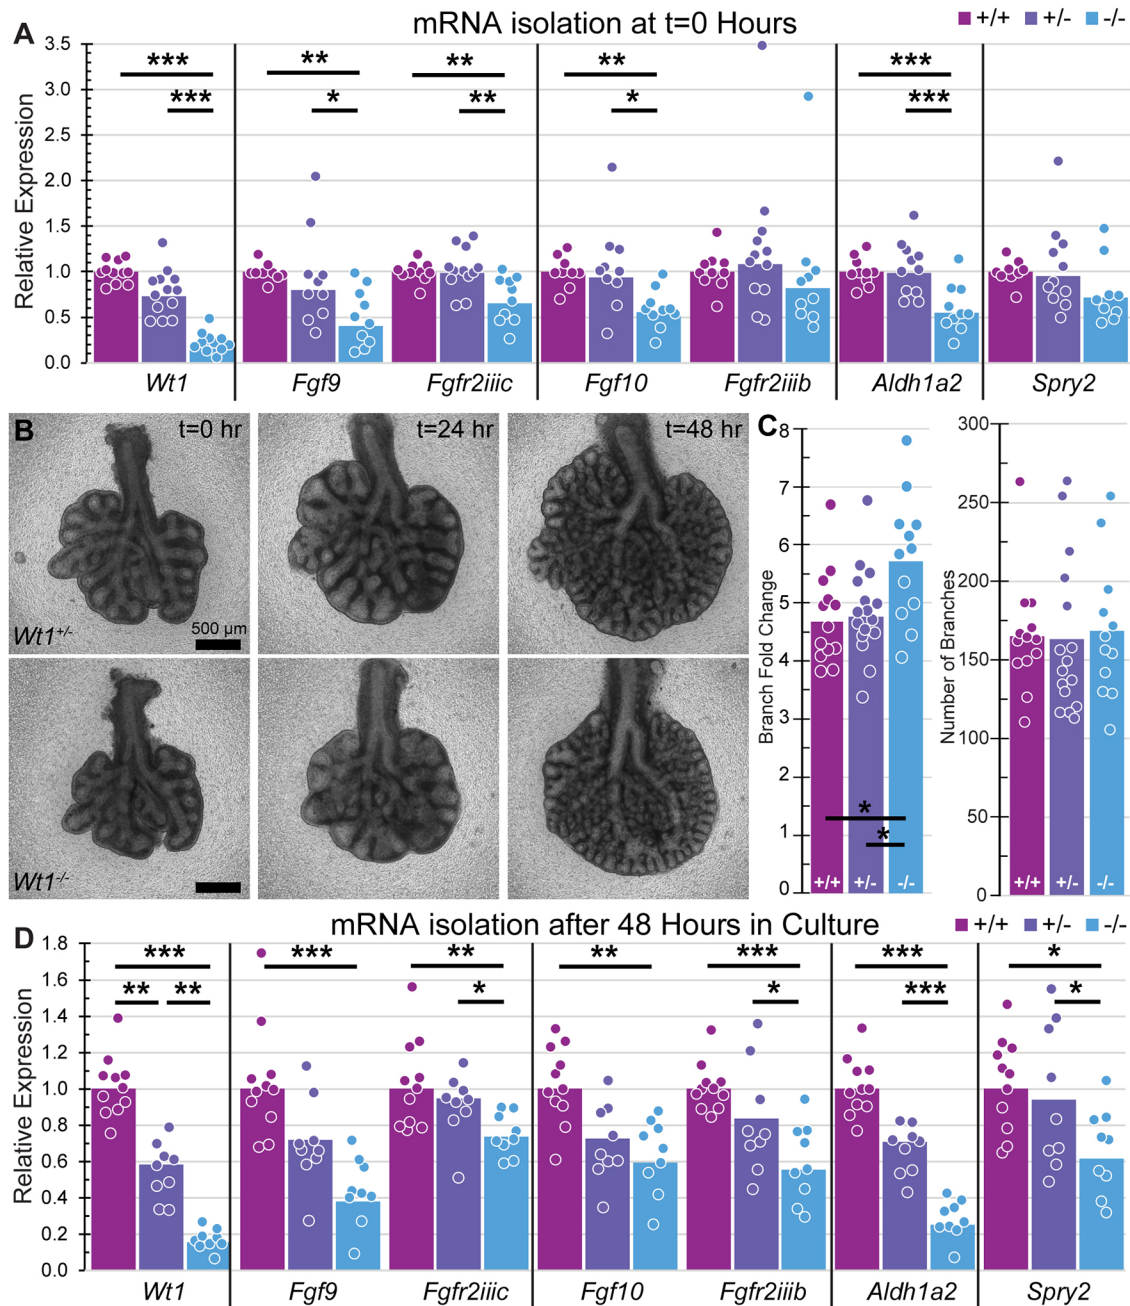 A
mRNA isolation at t=0 Hours
+/+ +/- -/-
*** ** ** ** ***
*** * ** * ***
Relative Expression
3.5
3.0
2.5
2.0
1.5
1.0
0.5
0.0
Wt1 Fgf9 Fgfr2iiic Fgf10 Fgfr2iiib Aldh1a2 Spry2
B
t=0 hr t=24 hr t=48 hr
Wt1+/-
500 µm
Wt1-/-
C
Branch Fold Change
8
7
6
5
4
3
2
1
0
*
*
+/+ +/- -/-
Number of Branches
300
250
200
150
100
50
0
+/+ +/- -/-
D
mRNA isolation after 48 Hours in Culture
+/+ +/- -/-
*** *** ** ** *** *** *
** ** * * *** *
Relative Expression
1.8
1.6
1.4
1.2
1.0
0.8
0.6
0.4
0.2
0.0
Wt1 Fgf9 Fgfr2iiic Fgf10 Fgfr2iiib Aldh1a2 Spry2